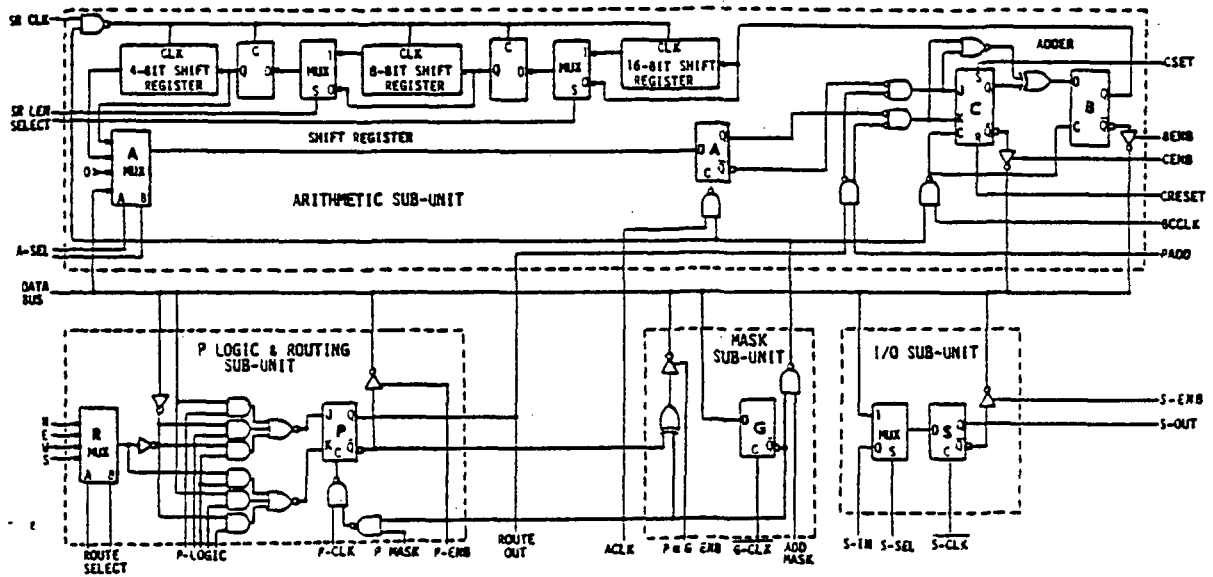 SR CLK
CLK
4-BIT SHIFT
REGISTER
C
D
Q
MUX
1
0
S
CLK
8-BIT SHIFT
REGISTER
C
D
Q
MUX
1
0
S
CLK
16-BIT SHIFT
REGISTER
ADDER
CSET
S
J
Q
C
K
C
Q
R
D
Q
B
C
Q
BENB
CENB
CRESET
BCCLK
PADD
SR LEN
SELECT
SHIFT REGISTER
A
MUX
0
A B
D
Q
A
C
Q
ARITHMETIC SUB-UNIT
A-SEL
DATA
BUS
P LOGIC & ROUTING
SUB-UNIT
MASK
SUB-UNIT
I/O SUB-UNIT
N
E
W
S
R
MUX
A B
J
Q
P
K
C
Q
D
G
C
Q
1
MUX
0
S
D
Q
S
C
Q
S-ENB
S-OUT
ROUTE
SELECT
P-LOGIC
P-CLK
P MASK
P-ENB
ROUTE
OUT
ACLK
P⊕G ENB
G-CLK
ADD
MASK
S-IN
S-SEL
S-CLK